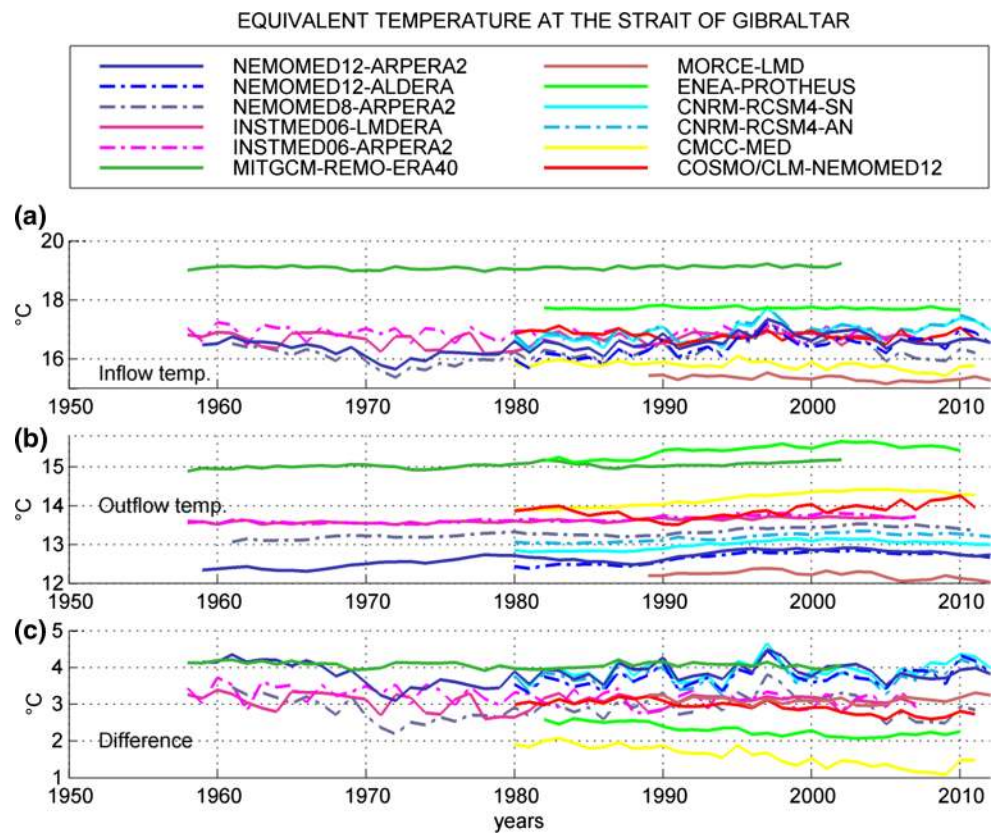 EQUIVALENT TEMPERATURE AT THE STRAIT OF GIBRALTAR
NEMOMED12-ARPERA2
NEMOMED12-ALDERA
NEMOMED8-ARPERA2
INSTMED06-LMDERA
INSTMED06-ARPERA2
MITGCM-REMO-ERA40
MORCE-LMD
ENEA-PROTHEUS
CNRM-RCSM4-SN
CNRM-RCSM4-AN
CMCC-MED
COSMO/CLM-NEMOMED12
(a)
20
18
16
°C
Inflow temp.
1950 1960 1970 1980 1990 2000 2010
(b)
15
14
13
12
°C
Outflow temp.
1950 1960 1970 1980 1990 2000 2010
(c)
5
4
3
2
1
°C
Difference
1950 1960 1970 1980 1990 2000 2010
years